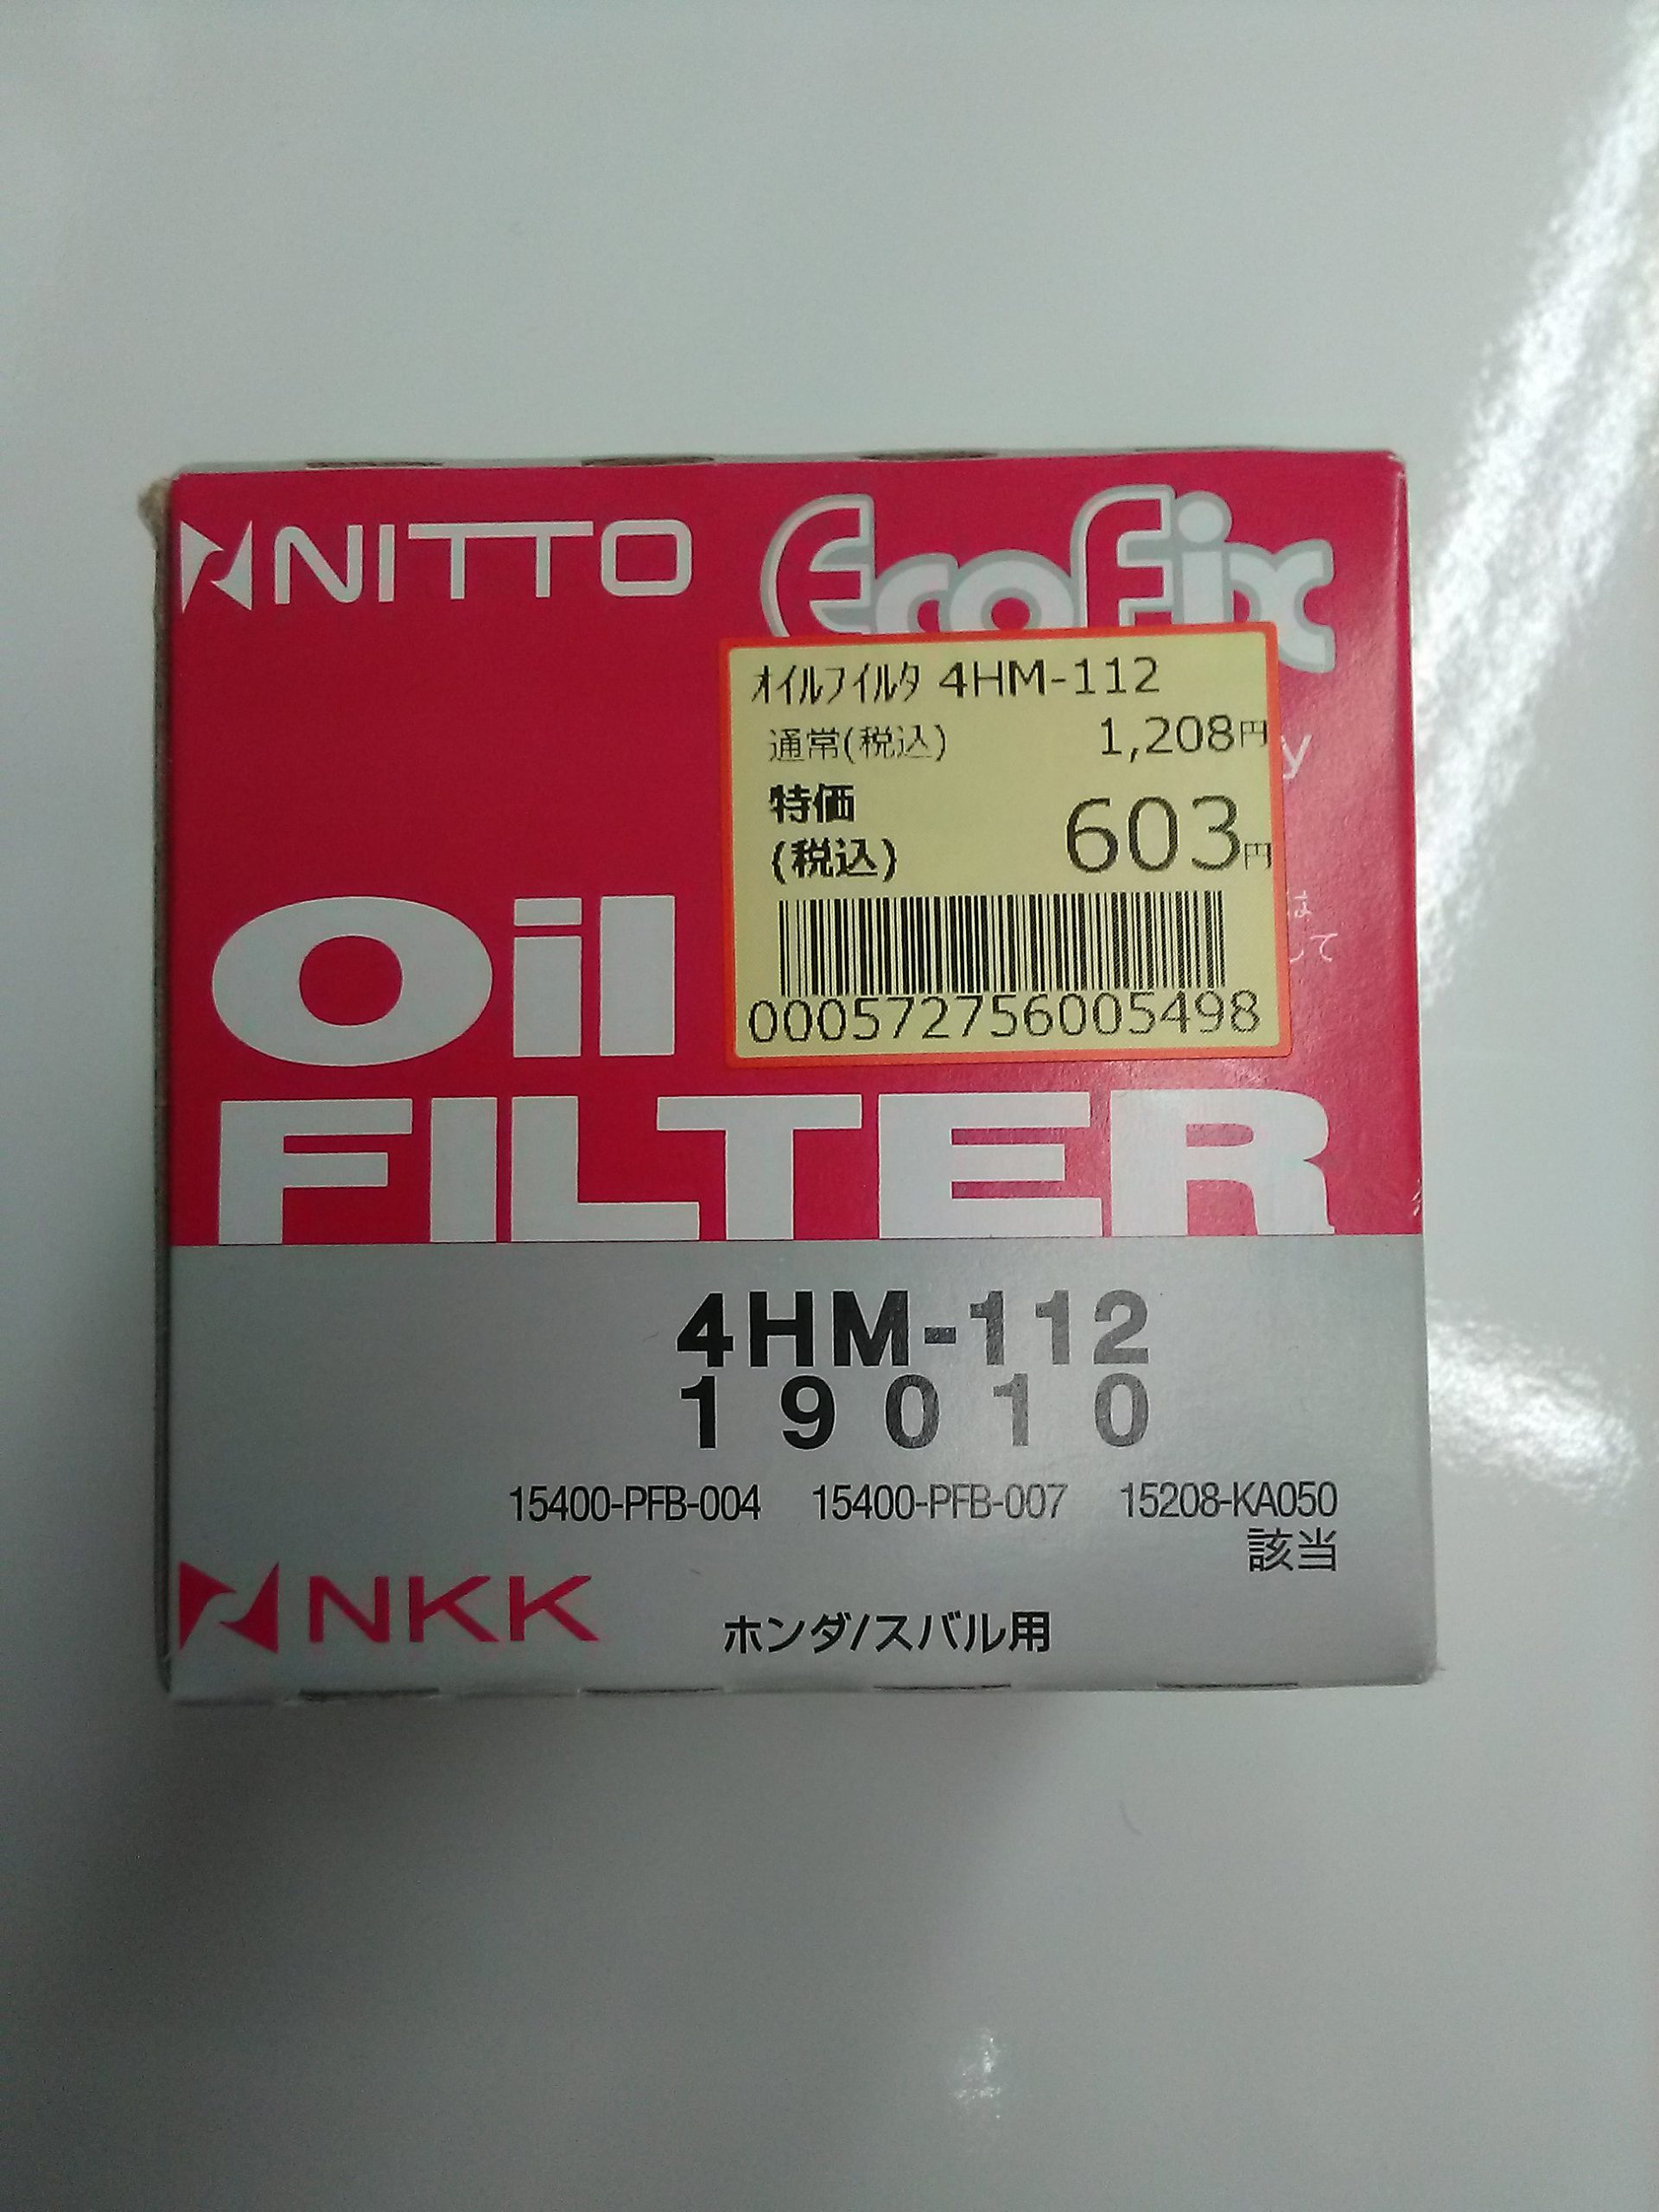 NITTO EcoFix
ｵｲﾙﾌｲﾙﾀ 4HM-112
通常(税込) 1,208円
特価
(税込) 603円
000572756005498
Oil
FILTER
4HM-112
19010
15400-PFB-004 15400-PFB-007 15208-KA050
該当
NKK ホンダ/スバル用